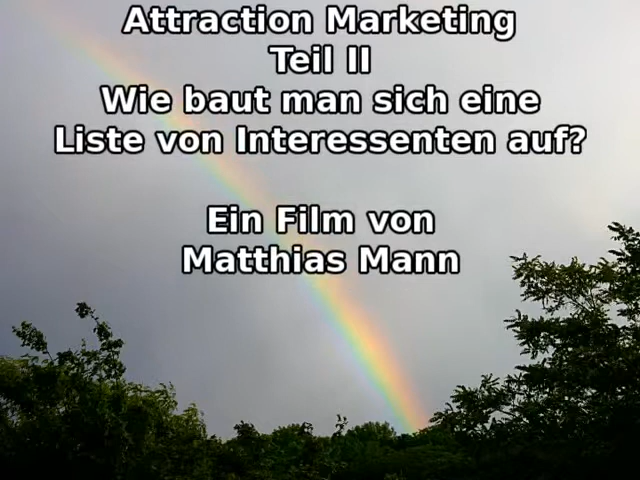 Attraction Marketing
Teil II
Wie baut man sich eine
Liste von Interessenten auf?
Ein Film von
Matthias Mann